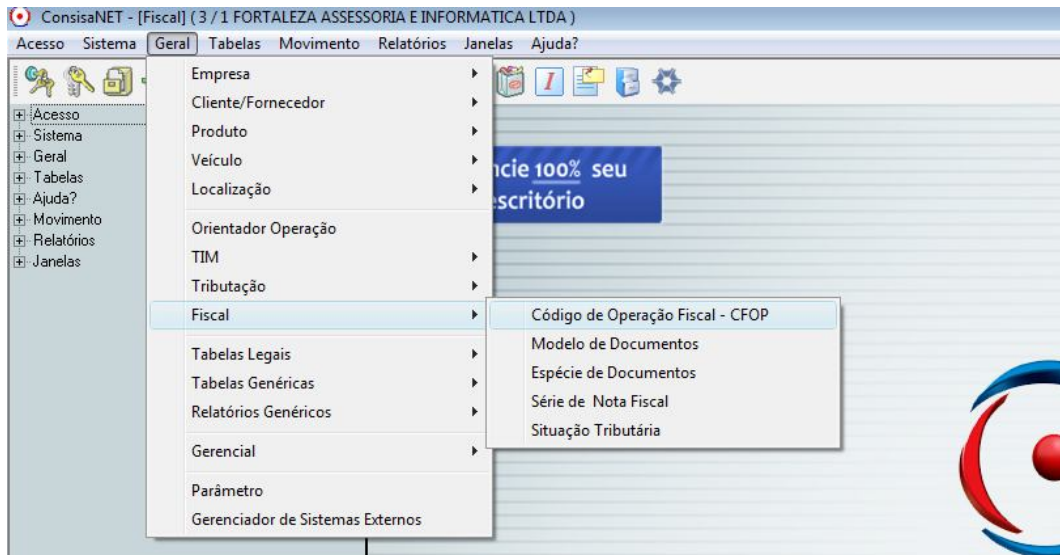 ConsisaNET - [Fiscal] ( 3 / 1 FORTALEZA ASSESSORIA E INFORMATICA LTDA )
Acesso Sistema Geral Tabelas Movimento Relatórios Janelas Ajuda?
Acesso
Sistema
Geral
Tabelas
Ajuda?
Movimento
Relatórios
Janelas
Empresa
Cliente/Fornecedor
Produto
Veículo
Localização
Orientador Operação
TIM
Tributação
Fiscal
Tabelas Legais
Tabelas Genéricas
Relatórios Genéricos
Gerencial
Parâmetro
Gerenciador de Sistemas Externos
Código de Operação Fiscal - CFOP
Modelo de Documentos
Espécie de Documentos
Série de Nota Fiscal
Situação Tributária
100% seu